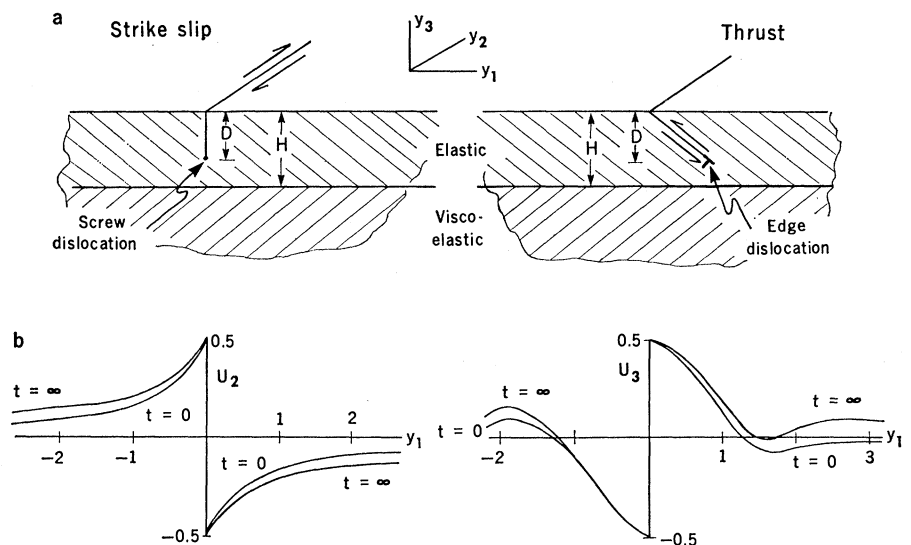 a
Strike slip
y3
y2
y1
Thrust
D
H
Elastic
H
D
Screw
dislocation
Visco-
elastic
Edge
dislocation
b
0.5
U2
t = ∞
t = 0
-2
-1
1
2
y1
t = 0
t = ∞
-0.5
0.5
U3
t = ∞
t = 0
-2
1
t = ∞
y1
3
t = 0
-0.5